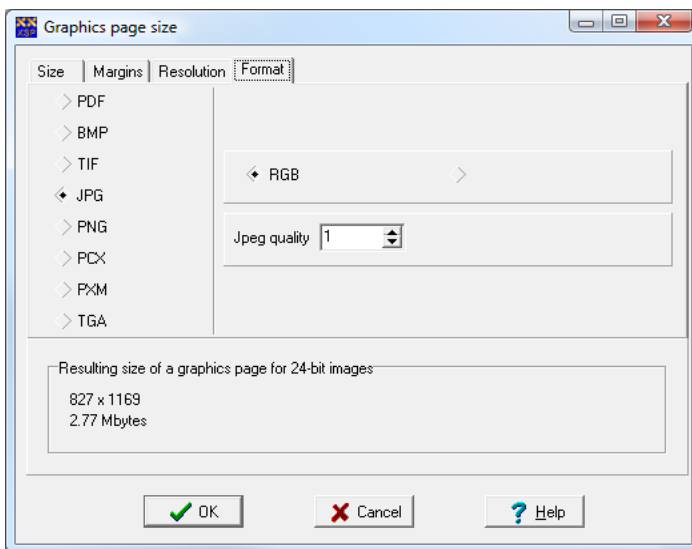 XSP
Graphics page size
Size Margins Resolution Format
PDF
BMP
TIF
JPG
PNG
PCX
PXM
TGA
RGB
Jpeg quality 1
Resulting size of a graphics page for 24-bit images
827 x 1169
2.77 Mbytes
OK Cancel ? Help